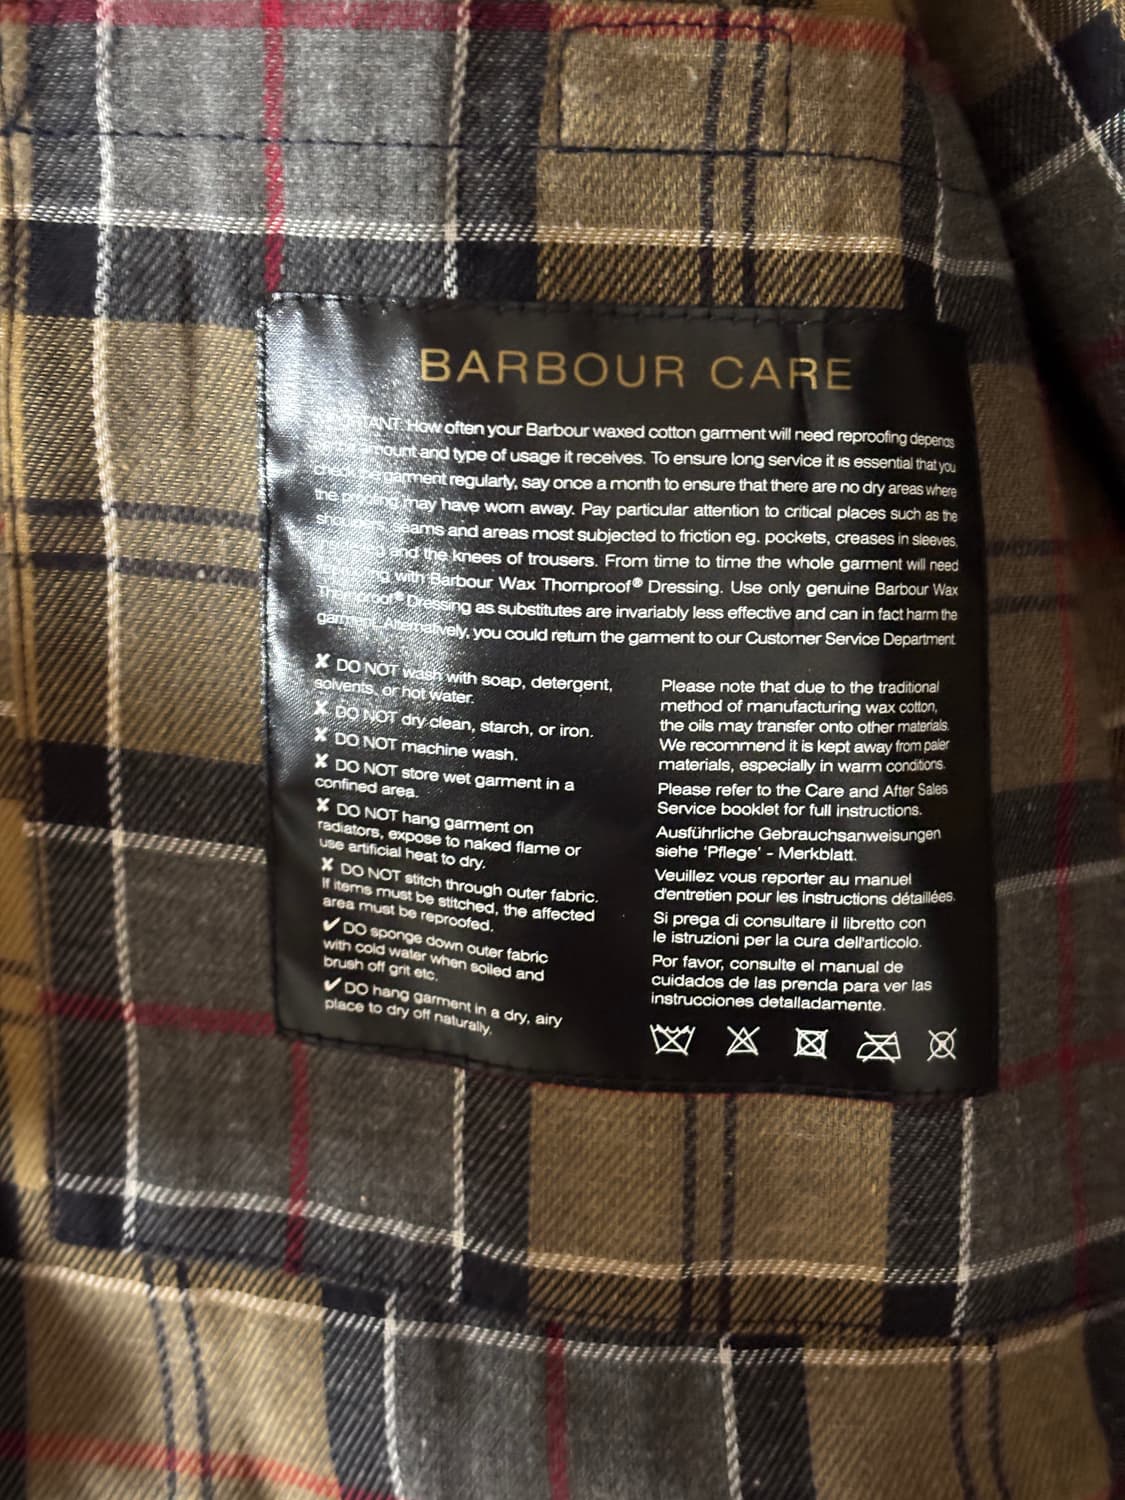 BARBOUR CARE
How often your Barbour waxed cotton garment will need reproofing depends
amount and type of usage it receives. To ensure long service it is essential that you
check garment regularly, say once a month to ensure that there are no dry areas where
the proofing may have worn away. Pay particular attention to critical places such as the
seams and areas most subjected to friction eg. pockets, creases in sleeves,
and the knees of trousers. From time to time the whole garment will need
with Barbour Wax Thornproof® Dressing. Use only genuine Barbour Wax
Thornproof® Dressing as substitutes are invariably less effective and can in fact harm the
garment. Alternatively, you could return the garment to our Customer Service Department
✘ DO NOT wash with soap, detergent,
solvents, or hot water.
✘ DO NOT dry clean, starch, or iron.
✘ DO NOT machine wash.
✘ DO NOT store wet garment in a
confined area.
✘ DO NOT hang garment on
radiators, expose to naked flame or
use artificial heat to dry.
✘ DO NOT stitch through outer fabric.
If items must be stitched, the affected
area must be reproofed.
✔ DO sponge down outer fabric
with cold water when soiled and
brush off grit etc.
✔ DO hang garment in a dry, airy
place to dry off naturally.
Please note that due to the traditional
method of manufacturing wax cotton,
the oils may transfer onto other materials.
We recommend it is kept away from paler
materials, especially in warm conditions.
Please refer to the Care and After Sales
Service booklet for full instructions.
Ausführliche Gebrauchsanweisungen
siehe 'Pflege' - Merkblatt.
Veuillez vous reporter au manuel
d'entretien pour les instructions détaillées.
Si prega di consultare il libretto con
le istruzioni per la cura dell'articolo.
Por favor, consulte el manual de
cuidados de las prenda para ver las
instrucciones detalladamente.